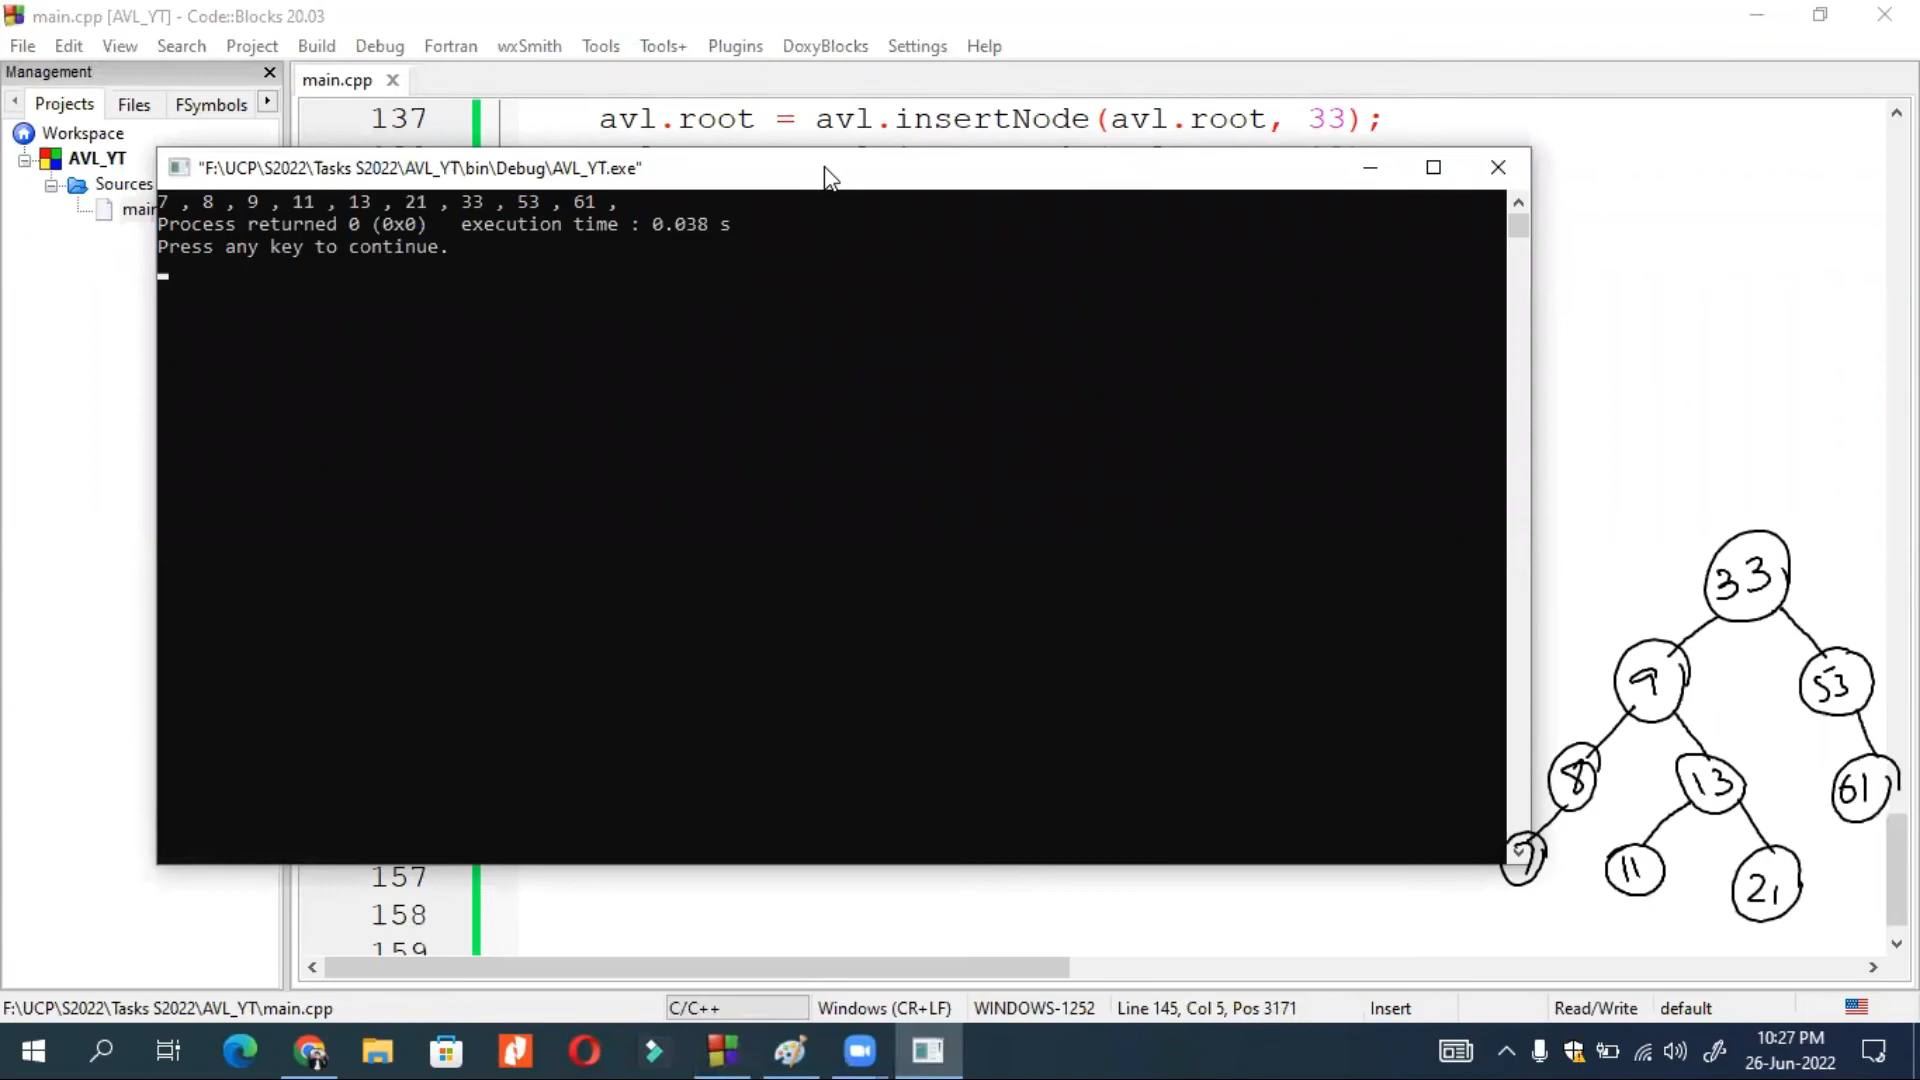 main.cpp [AVL_YT] - Code::Blocks 20.03
File Edit View Search Project Build Debug Fortran wxSmith Tools Tools+ Plugins DoxyBlocks Settings Help
Management
main.cpp
Projects Files FSymbols
137 avl.root = avl.insertNode(avl.root, 33);
Workspace
AVL_YT
Sources
"F:\UCP\S2022\Tasks S2022\AVL_YT\bin\Debug\AVL_YT.exe"
7 , 8 , 9 , 11 , 13 , 21 , 33 , 53 , 61 ,
Process returned 0 (0x0) execution time : 0.038 s
Press any key to continue.
33
9 53
8 13 61
7 11 21
157
158
159
F:\UCP\S2022\Tasks S2022\AVL_YT\main.cpp C/C++ Windows (CR+LF) WINDOWS-1252 Line 145, Col 5, Pos 3171 Insert Read/Write default
10:27 PM
26-Jun-2022